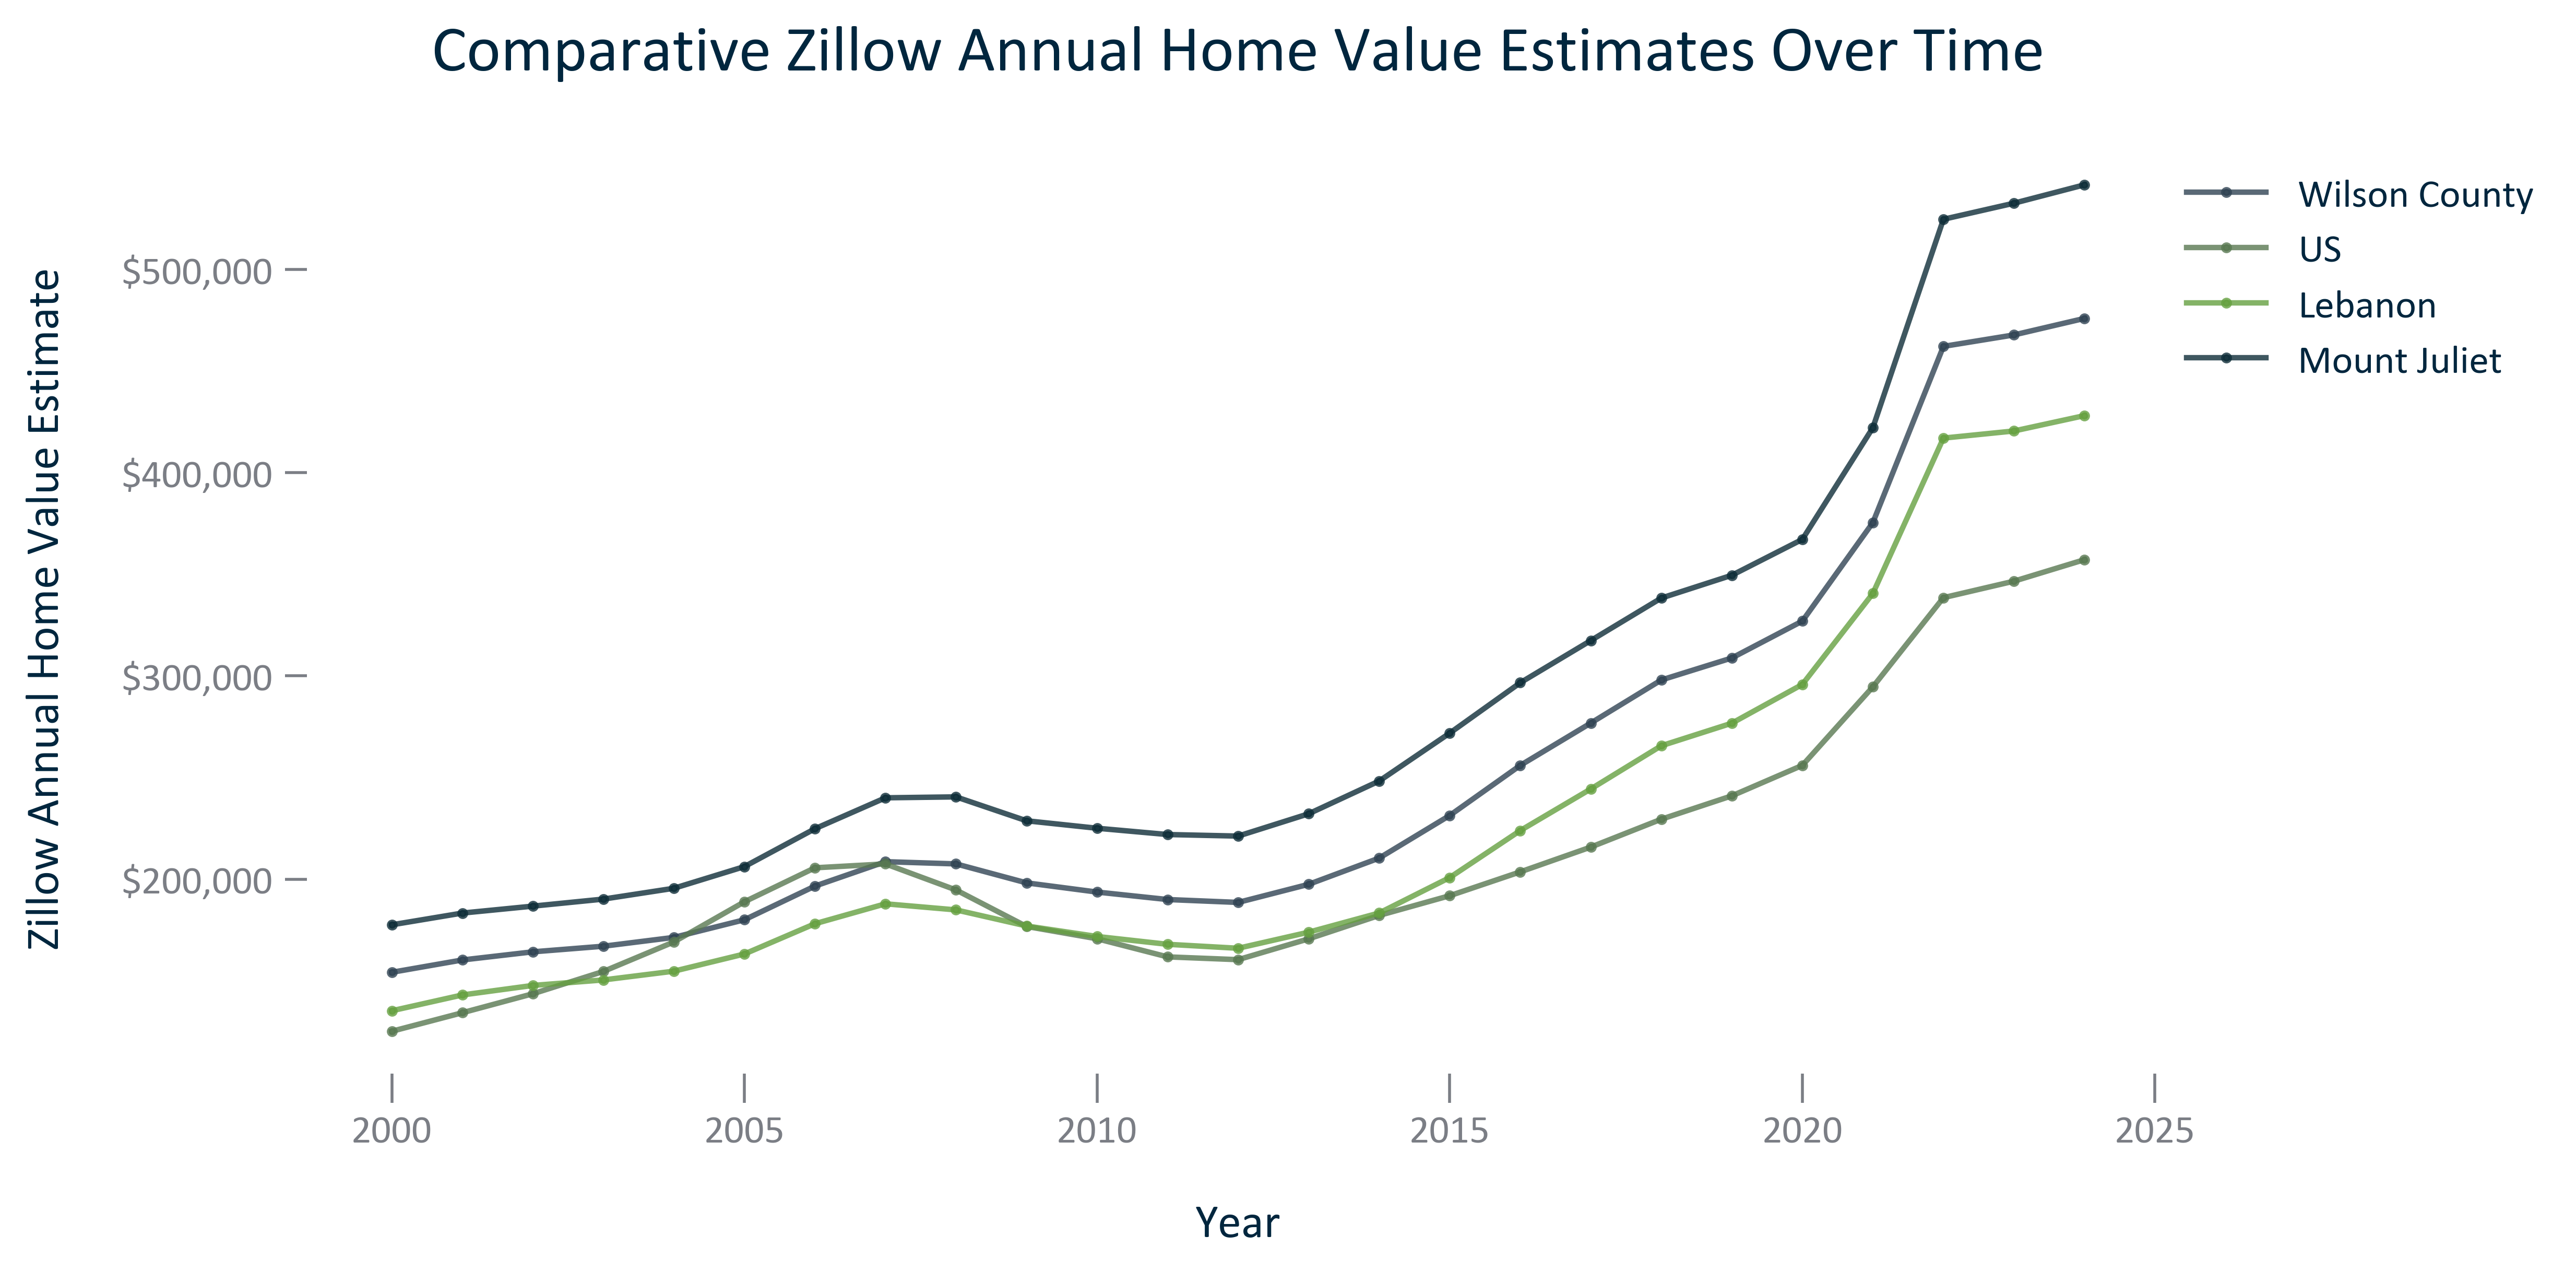 Comparative Zillow Annual Home Value Estimates Over Time
Zillow Annual Home Value Estimate
$500,000
$400,000
$300,000
$200,000
2000
2005
2010
2015
2020
2025
Year
Wilson County
US
Lebanon
Mount Juliet